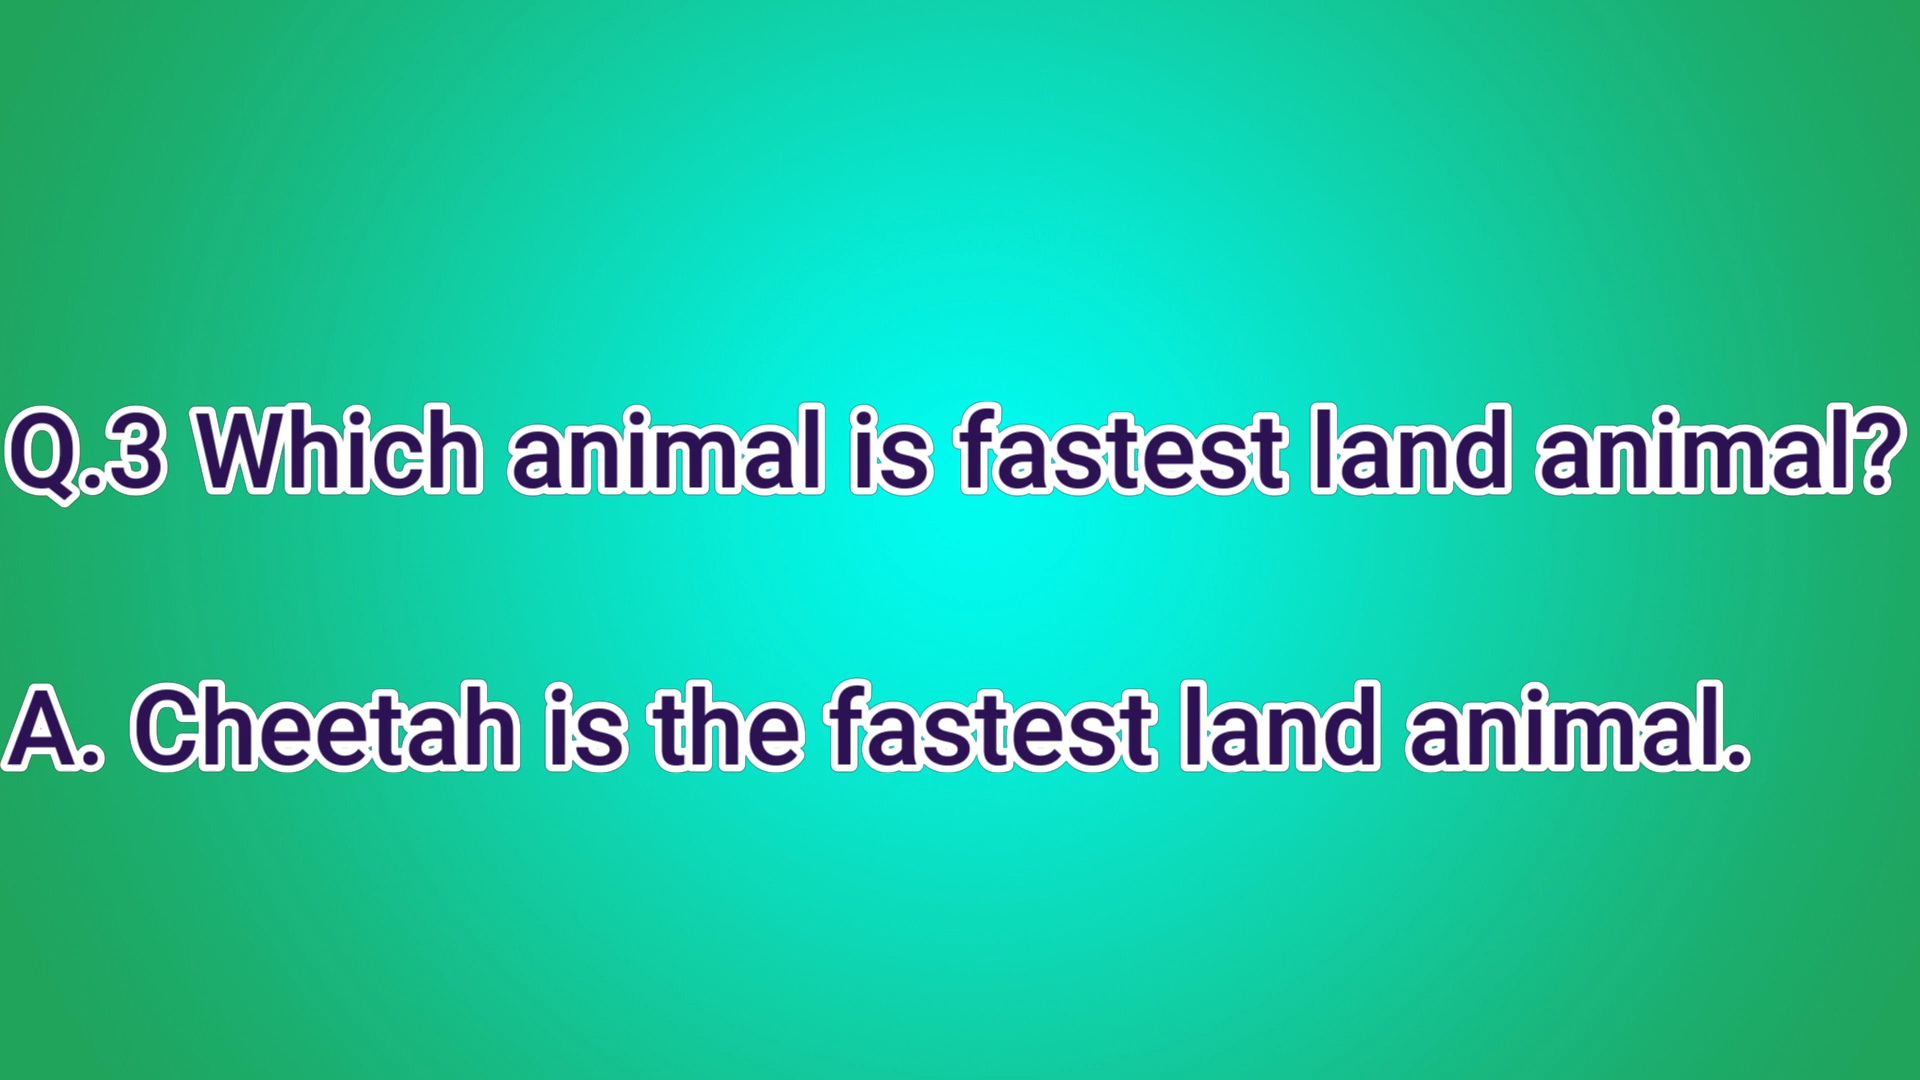 Q.3 Which animal is fastest land animal?
A. Cheetah is the fastest land animal.